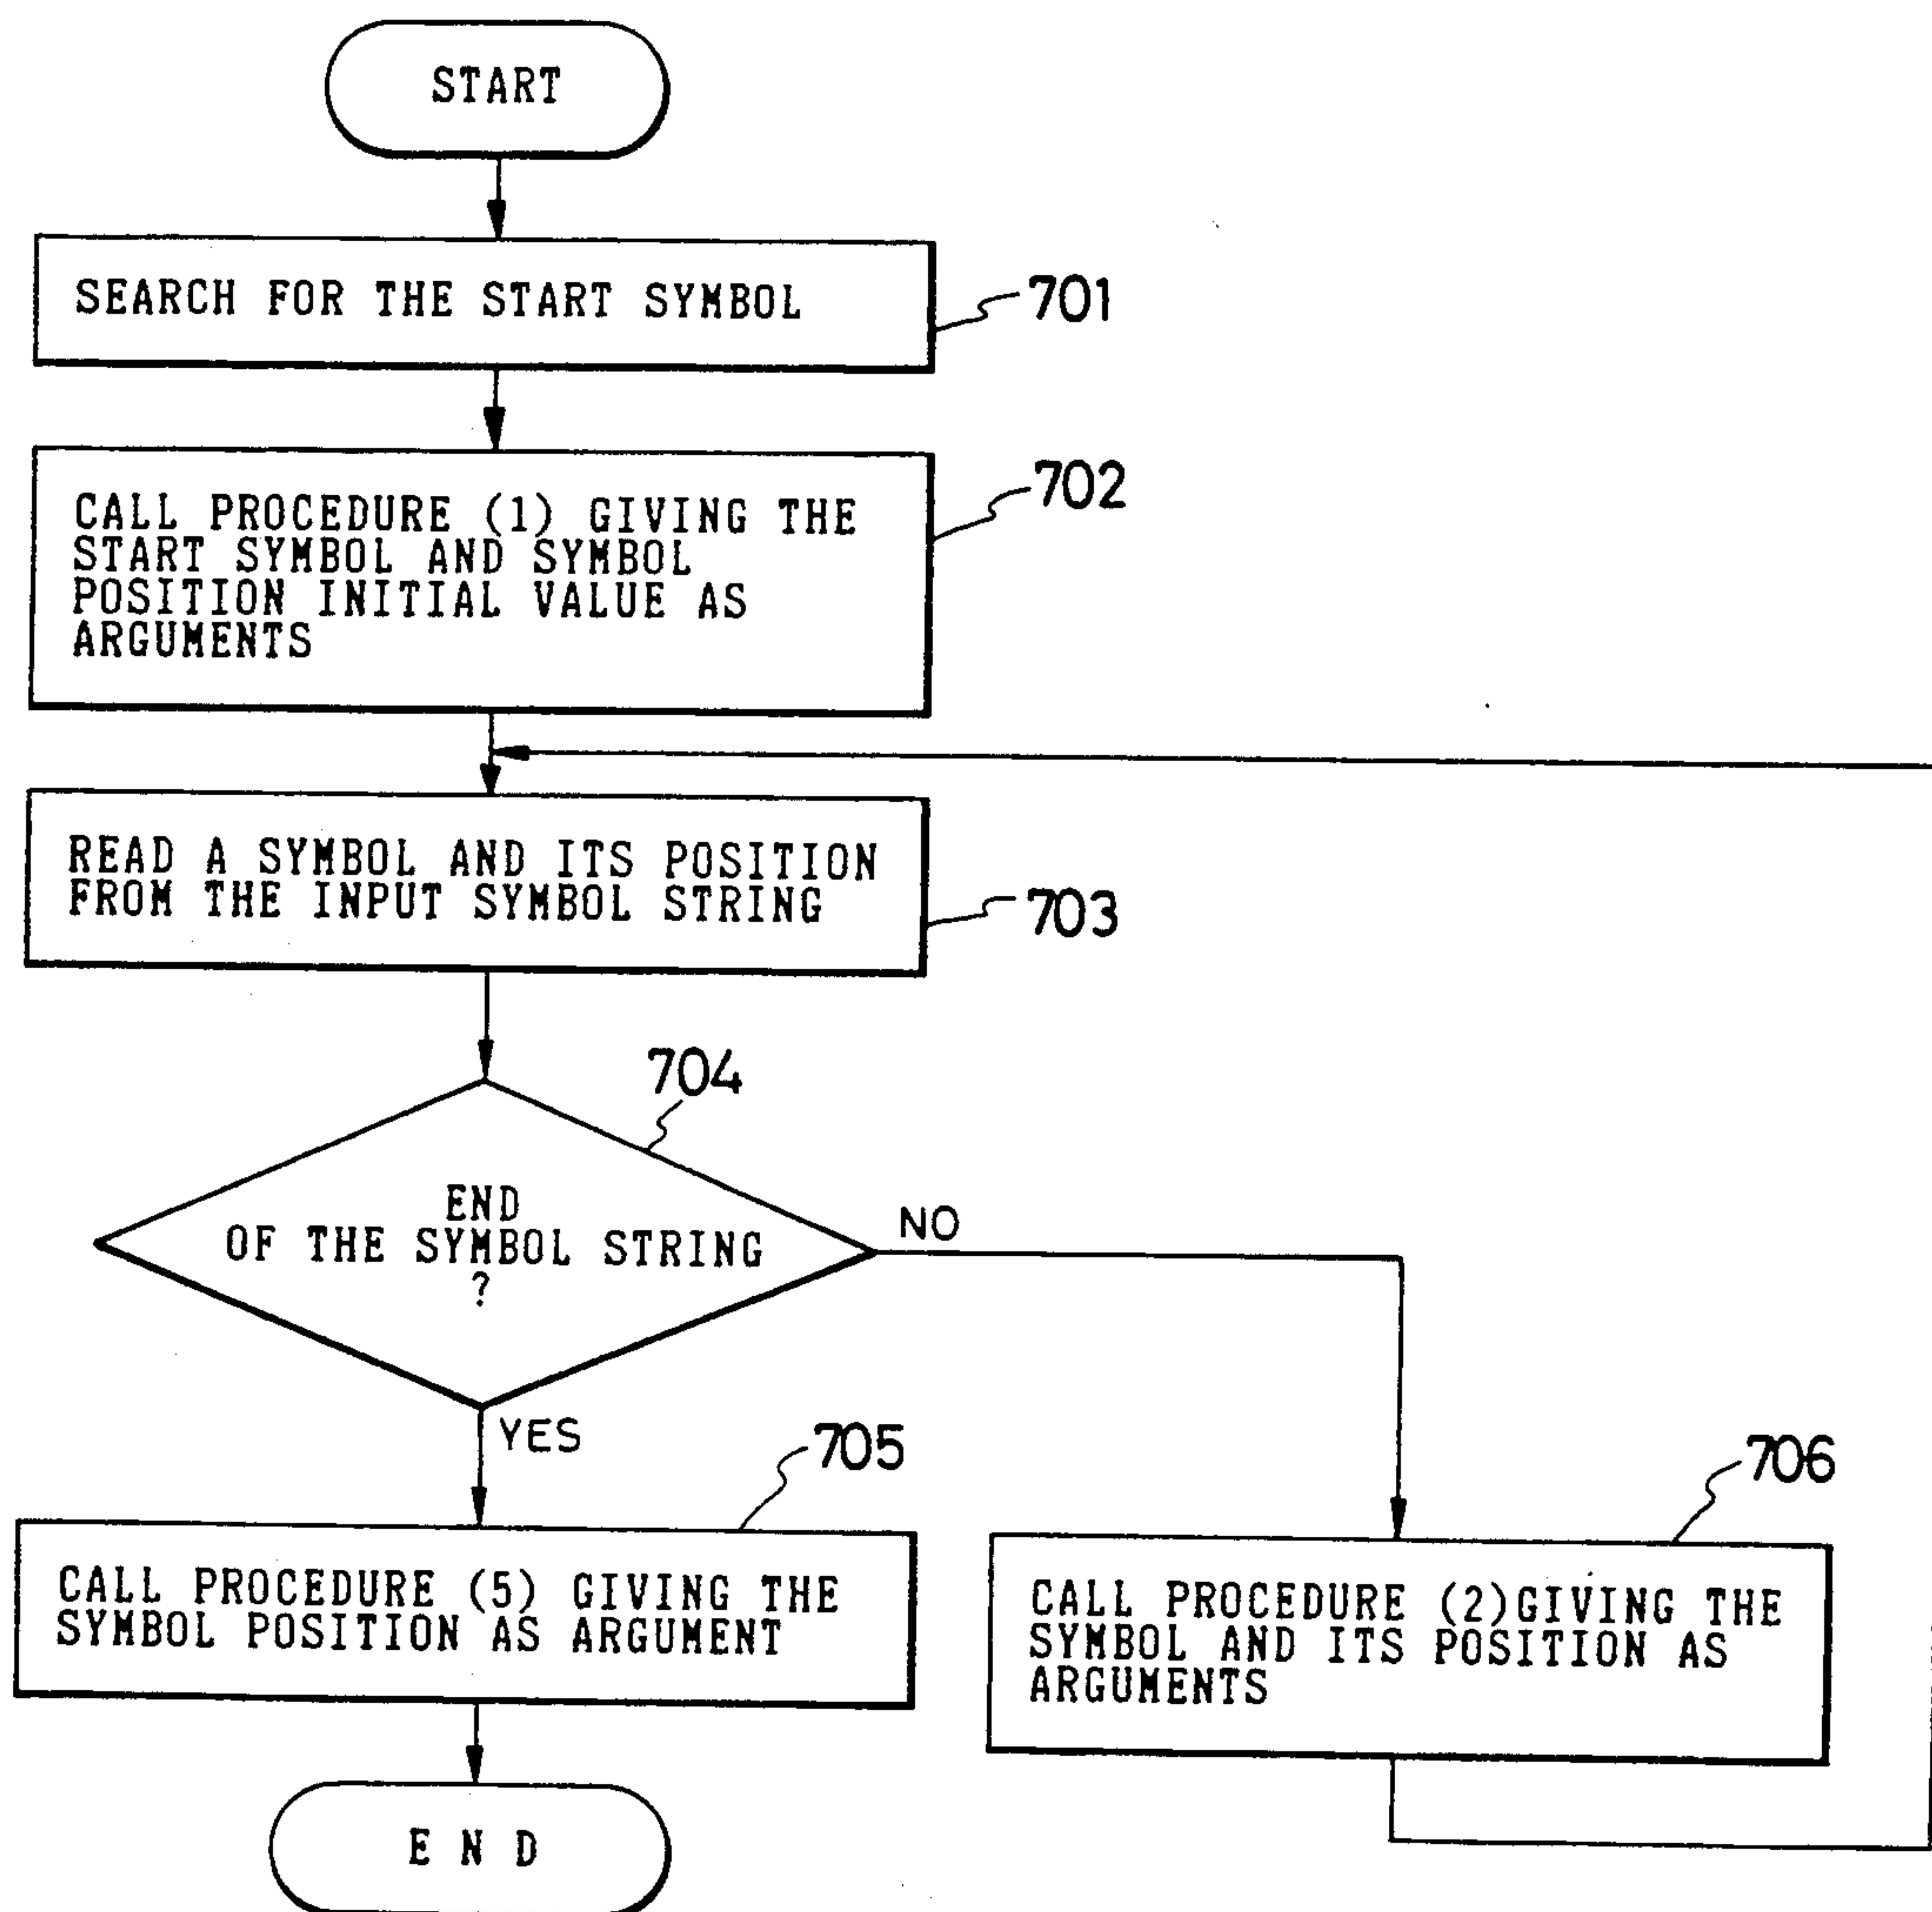 START
SEARCH FOR THE START SYMBOL
701
CALL PROCEDURE (1) GIVING THE
START SYMBOL AND SYMBOL
POSITION INITIAL VALUE AS
ARGUMENTS
702
READ A SYMBOL AND ITS POSITION
FROM THE INPUT SYMBOL STRING
703
704
END
OF THE SYMBOL STRING
?
NO
YES
705
CALL PROCEDURE (5) GIVING THE
SYMBOL POSITION AS ARGUMENT
706
CALL PROCEDURE (2)GIVING THE
SYMBOL AND ITS POSITION AS
ARGUMENTS
E N D